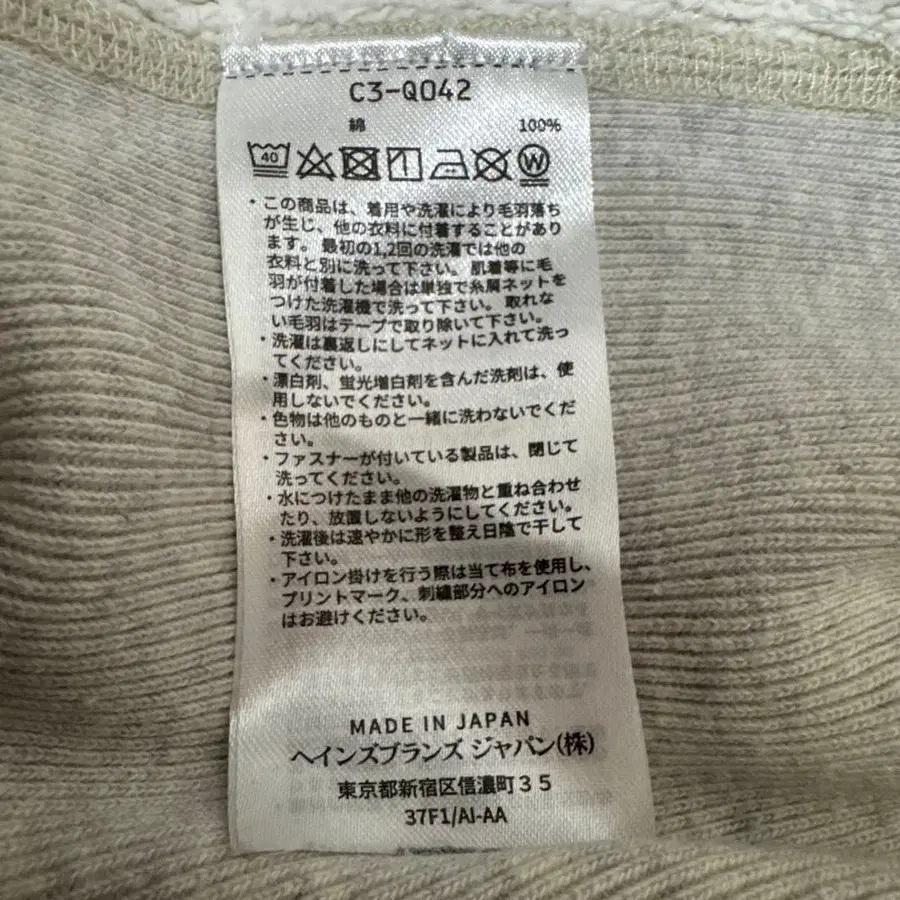 C3-Q042
綿 100%
40
W
・この商品は、着用や洗濯により毛羽落ち
が生じ、他の衣料に付着することがあり
ます。 最初の1,2回の洗濯では他の
衣料と別に洗って下さい。 肌着等に毛
羽が付着した場合は単独で糸屑ネットを
つけた洗濯機で洗って下さい。 取れな
い毛羽はテープで取り除いて下さい。
・洗濯は裏返しにしてネットに入れて洗っ
てください。
・漂白剤、蛍光増白剤を含んだ洗剤は、使
用しないでください。
・色物は他のものと一緒に洗わないでくだ
さい。
・ファスナーが付いている製品は、閉じて
洗ってください。
・水につけたまま他の洗濯物と重ね合わせ
たり、放置しないようにしてください。
・洗濯後は速やかに形を整え日陰で干して
下さい。
・アイロン掛けを行う際は当て布を使用し、
プリントマーク、刺繍部分へのアイロン
はお避けください。
MADE IN JAPAN
ヘインズブランズ ジャパン(株)
東京都新宿区信濃町35
37F1/AI-AA